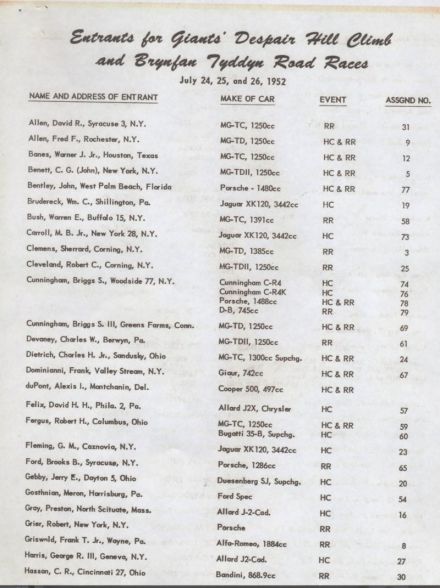 Entrants for Giants' Despair Hill Climb
and Brynfan Tyddyn Road Races
July 24, 25, and 26, 1952
NAME AND ADDRESS OF ENTRANT MAKE OF CAR EVENT ASSGND NO.
Allen, David R., Syracuse 3, N.Y. MG-TC, 1250cc RR 31
Allen, Fred F., Rochester, N.Y. MG-TD, 1250cc HC & RR 9
Banes, Warner J. Jr., Houston, Texas MG-TC, 1250cc HC & RR 12
Benett, C. G. (John), New York, N.Y. MG-TDII, 1250cc HC & RR 5
Bentley, John, West Palm Beach, Florida Porsche - 1480cc HC & RR 77
Brudereck, Wm. C., Shillington, Pa. Jaguar XK120, 3442cc HC 19
Bush, Warren E., Buffalo 15, N.Y. MG-TC, 1391cc RR 58
Carroll, M. B. Jr., New York 28, N.Y. Jaguar XK120, 3442cc HC 73
Clemens, Sherrard, Corning, N.Y. MG-TD, 1385cc RR 3
Cleveland, Robert C., Corning, N.Y. MG-TDII, 1250cc RR 25
Cunningham, Briggs S., Woodside 77, N.Y. Cunningham C-R4 HC 74
Cunningham C-R4K HC 76
Porsche, 1488cc HC & RR 78
D-B, 745cc RR 79
Cunningham, Briggs S. III, Greens Farms, Conn. MG-TD, 1250cc HC & RR 69
Devaney, Charles W., Berwyn, Pa. MG-TDII, 1250cc RR 61
Dietrich, Charles H. Jr., Sandusky, Ohio MG-TC, 1300cc Supchg. HC & RR 24
Dominianni, Frank, Valley Stream, N.Y. Giaur, 742cc HC & RR 67
duPont, Alexis I., Montchanin, Del. Cooper 500, 497cc HC & RR
Felix, David H. H., Phila. 2, Pa. Allard J2X, Chrysler HC 57
Fergus, Robert H., Columbus, Ohio MG-TC, 1250cc HC & RR 59
Bugatti 35-B, Supchg. HC 60
Fleming, G. M., Caznovia, N.Y. Jaguar XK120, 3442cc HC 23
Ford, Brooks B., Syracuse, N.Y. Porsche, 1286cc RR 65
Gebby, Jerry E., Dayton 5, Ohio Duesenberg SJ, Supchg. HC 20
Gosthnian, Meron, Harrisburg, Pa. Ford Spec HC 54
Gray, Preston, North Scituate, Mass. Allard J-2-Cad. HC 16
Grier, Robert, New York, N.Y. Porsche RR
Griswold, Frank T. Jr., Wayne, Pa. Alfa-Romeo, 1884cc RR 8
Harris, George R. III, Geneva, N.Y. Allard J2-Cad. HC 27
Hassan, C. R., Cincinnati 27, Ohio Bandini, 868.9cc RR 30